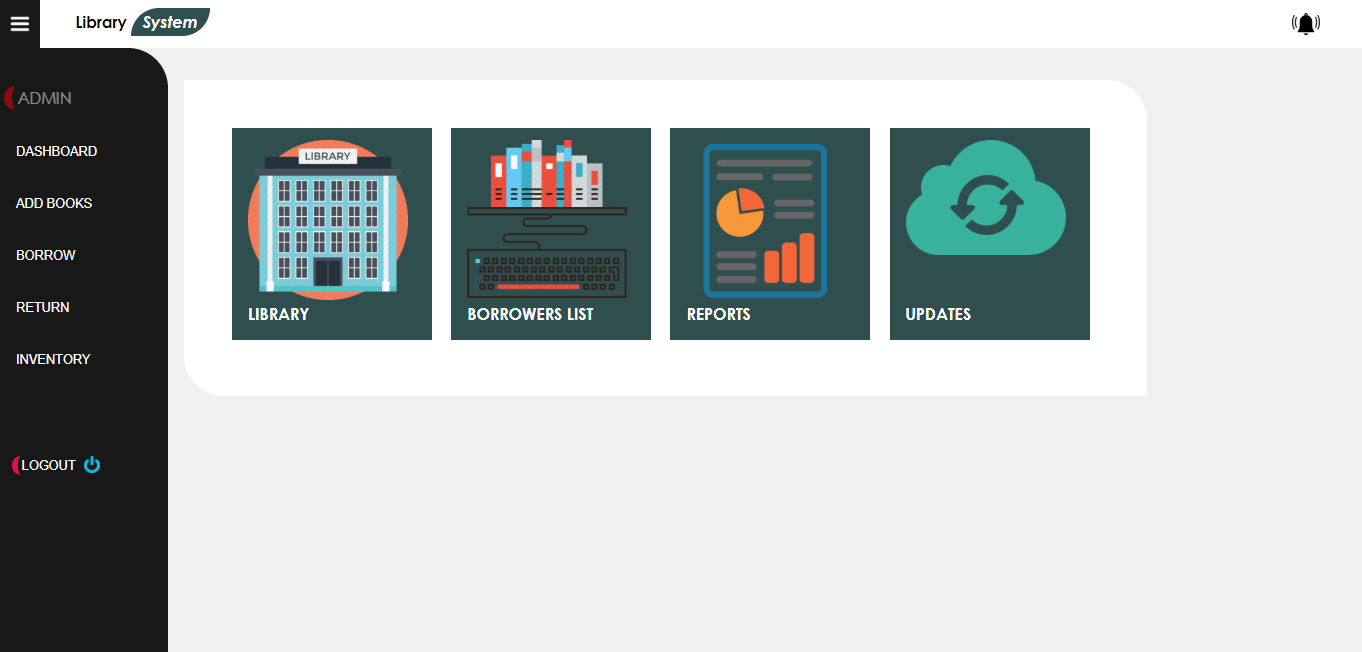 Library System
ADMIN
DASHBOARD
ADD BOOKS
BORROW
RETURN
INVENTORY
LOGOUT
LIBRARY
LIBRARY
BORROWERS LIST
REPORTS
UPDATES